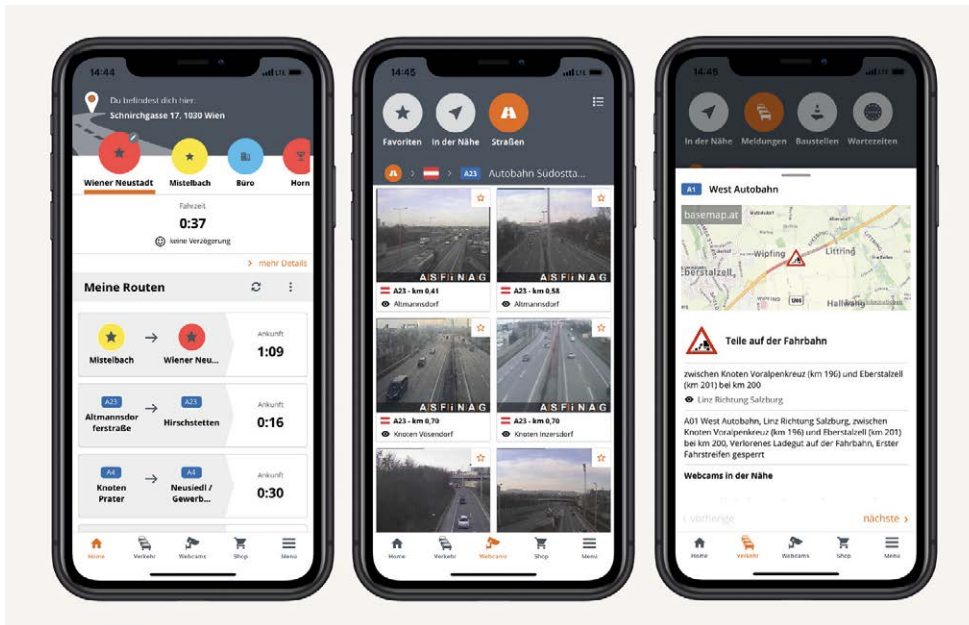 14:44
LTE
Du befindest dich hier:
Schnirchgasse 17, 1030 Wien
Wiener Neustadt
Mistelbach
Büro
Horn
Fahrzeit
0:37
keine Verzögerung
> mehr Details
Meine Routen
Mistelbach
→
Wiener Neu...
Ankunft
1:09
A23
Altmannsdor
ferstraße
→
A23
Hirschstetten
Ankunft
0:16
A4
Knoten
Prater
→
A4
Neusiedl /
Gewerb...
Ankunft
0:30
Home
Verkehr
Webcams
Shop
Menü
14:45
LTE
Favoriten
In der Nähe
Straßen
> > A23 Autobahn Südostta...
ASFiNAG
A23 - km 0,41
Altmannsdorf
ASFiNAG
A23 - km 0,58
Altmannsdorf
ASFiNAG
A23 - km 0,70
Knoten Vösendorf
ASFiNAG
A23 - km 0,70
Knoten Inzersdorf
Home
Verkehr
Webcams
Shop
Menü
14:46
LTE
In der Nähe
Meldungen
Baustellen
Wartezeiten
A1 West Autobahn
basemap.at
Wipfing
Littring
Eberstalzell
Hallwang
Teile auf der Fahrbahn
zwischen Knoten Voralpenkreuz (km 196) und Eberstalzell
(km 201) bei km 200
Linz Richtung Salzburg
A01 West Autobahn, Linz Richtung Salzburg, zwischen
Knoten Voralpenkreuz (km 196) und Eberstalzell (km 201)
bei km 200, Verlorenes Ladegut auf der Fahrbahn, Erster
Fahrstreifen gesperrt
Webcams in der Nähe
‹ vorherige
nächste ›
Home
Verkehr
Webcams
Shop
Menü